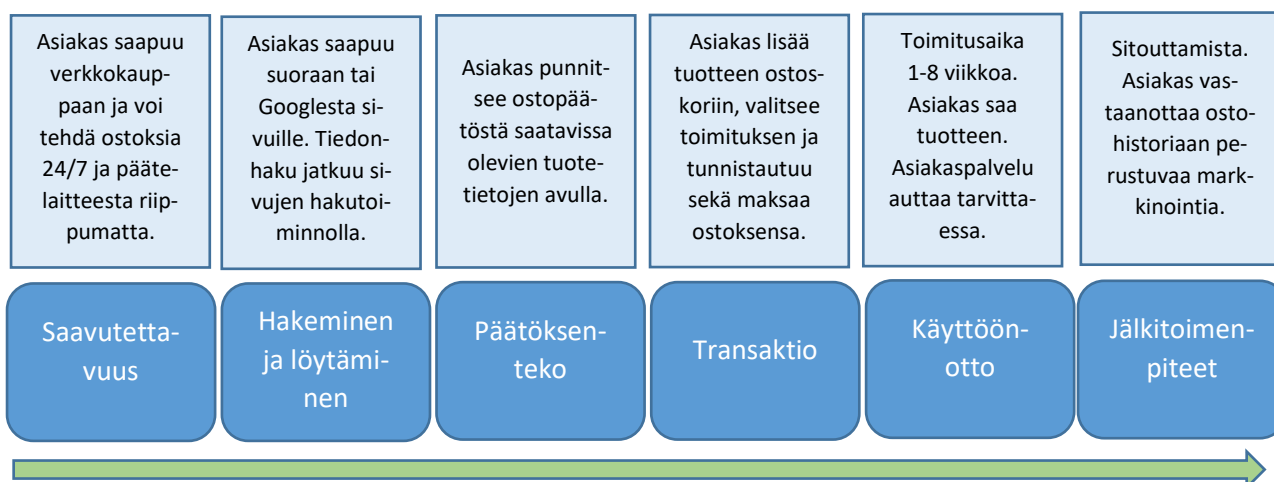 Asiakas saapuu
verkkokaup-
paan ja voi
tehdä ostoksia
24/7 ja pääte-
laitteesta riip-
pumatta.
Asiakas saapuu
suoraan tai
Googlesta si-
vuille. Tiedon-
haku jatkuu si-
vujen hakutoi-
minnolla.
Asiakas punnit-
see ostopää-
töstä saatavissa
olevien tuote-
tietojen avulla.
Asiakas lisää
tuotteen ostos-
koriin, valitsee
toimituksen ja
tunnistautuu
sekä maksaa
ostoksensa.
Toimitusaika
1-8 viikkoa.
Asiakas saa
tuotteen.
Asiakaspalvelu
auttaa tarvitta-
essa.
Sitouttamista.
Asiakas vas-
taanottaa osto-
historiaan pe-
rustuvaa mark-
kinointia.
Saavutetta-
vuus
Hakeminen
ja löytämi-
nen
Päätöksen-
teko
Transaktio
Käyttöön-
otto
Jälkitoimen-
piteet